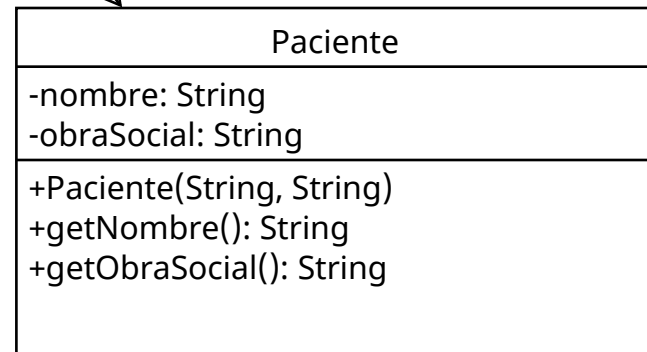 Paciente
-nombre: String
-obraSocial: String
+Paciente(String, String)
+getNombre(): String
+getObraSocial(): String